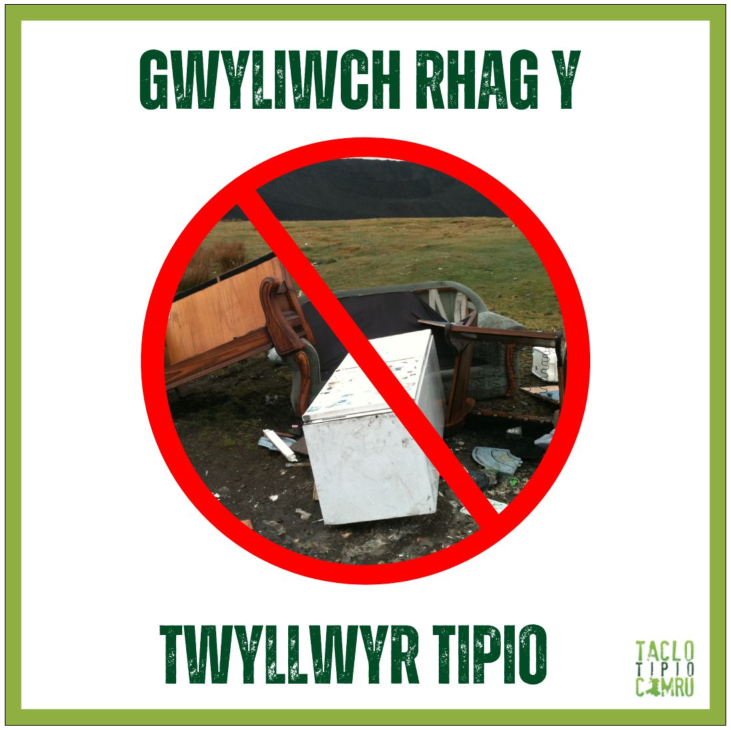 GWYLIWCH RHAG Y
TWYLLWYR TIPIO
TACLO
TIPIO
CYMRU